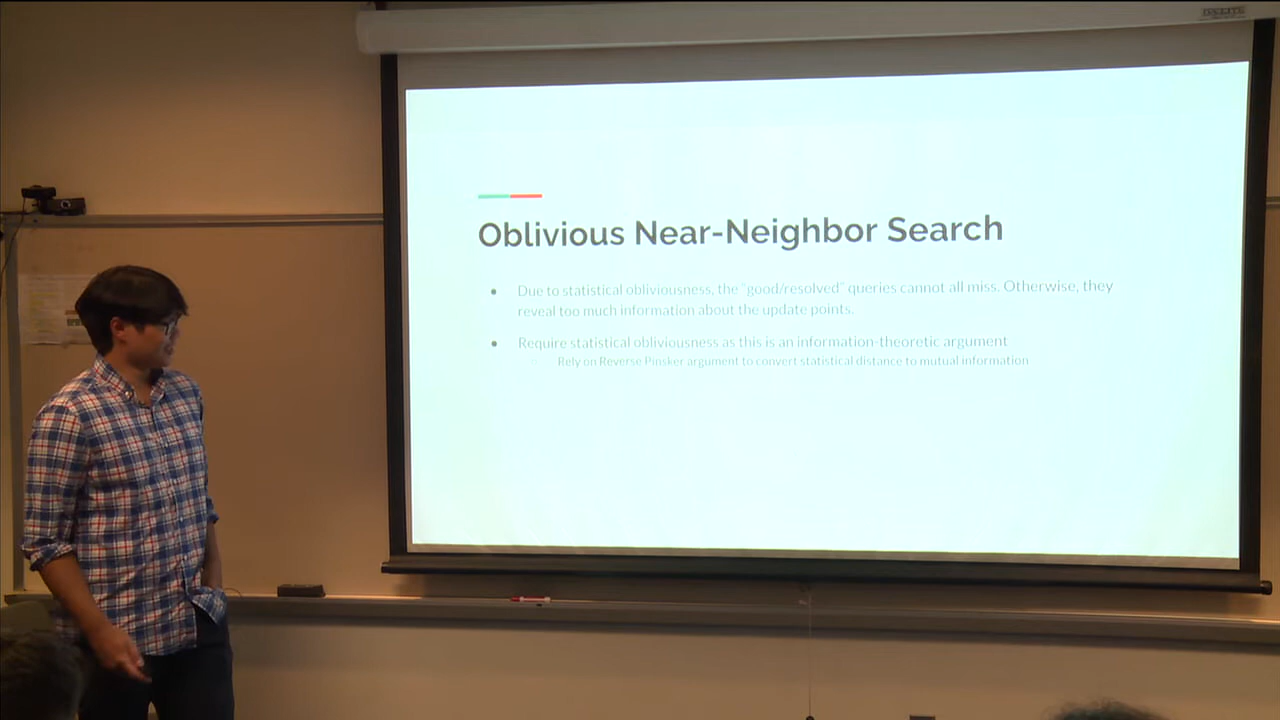 Oblivious Near-Neighbor Search
Due to statistical obliviousness, the "good/resolved" queries cannot all miss. Otherwise, they
reveal too much information about the update points.
Require statistical obliviousness as this is an information-theoretic argument
Rely on Reverse Pinsker argument to convert statistical distance to mutual information